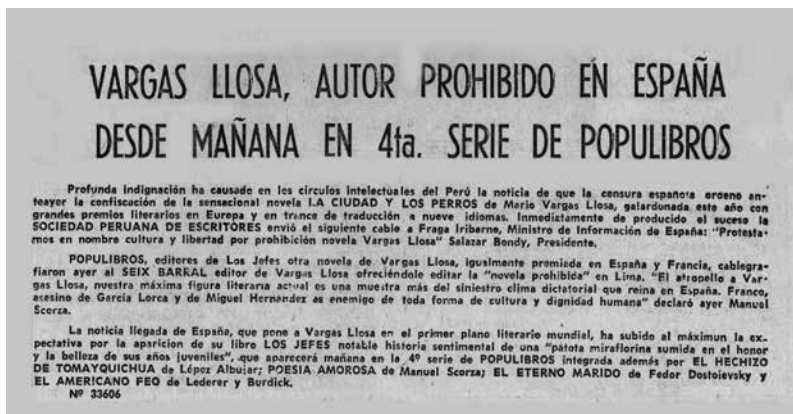 VARGAS LLOSA, AUTOR PROHIBIDO EN ESPAÑA
DESDE MAÑANA EN 4ta. SERIE DE POPULIBROS
Profunda indignación ha causado en los círculos intelectuales del Perú la noticia de que la censura española ordeno an-
teayer la confiscación de la sensacional novela LA CIUDAD Y LOS PERROS de Mario Vargas Llosa, galardonada este año con
grandes premios literarios en Europa y en trance de traducción a nueve idiomas. Inmediatamente de producido el suceso la
SOCIEDAD PERUANA DE ESCRITORES envió el siguiente cable a Fraga Iribarne, Ministro de Información de España: "Protesta-
mos en nombre cultura y libertad por prohibición novela Vargas Llosa" Salazar Bondy, Presidente.
POPULIBROS, editores de Los Jefes otra novela de Vargas Llosa, igualmente premiada en España y Francia, cablegra-
fiaron ayer al SEIX BARRAL editor de Vargas Llosa ofreciéndole editar la "novela prohibida" en Lima. "El atropello a Var-
gas Llosa, nuestra máxima figura literaria actual es una muestra más del siniestro clima dictatorial que reina en España. Franco,
asesino de García Lorca y de Miguel Hernández es enemigo de toda forma de cultura y dignidad humana" declaró ayer Manuel
Scorza.
La noticia llegada de España, que pone a Vargas Llosa en el primer plano literario mundial, ha subido al máximun la ex-
pectativa por la aparicion de su libro LOS JEFES notable historia sentimental de una "patota miraflorina sumida en el honor
y la belleza de sus años juveniles", que aparecerá mañana en la 4º serie de POPULIBROS integrada además por EL HECHIZO
DE TOMAYQUICHUA de López Albujar; POESIA AMOROSA de Manuel Scorza; EL ETERNO MARIDO de Fedor Dostoievsky y
EL AMERICANO FEO de Lederer y Burdick.
Nº 33606